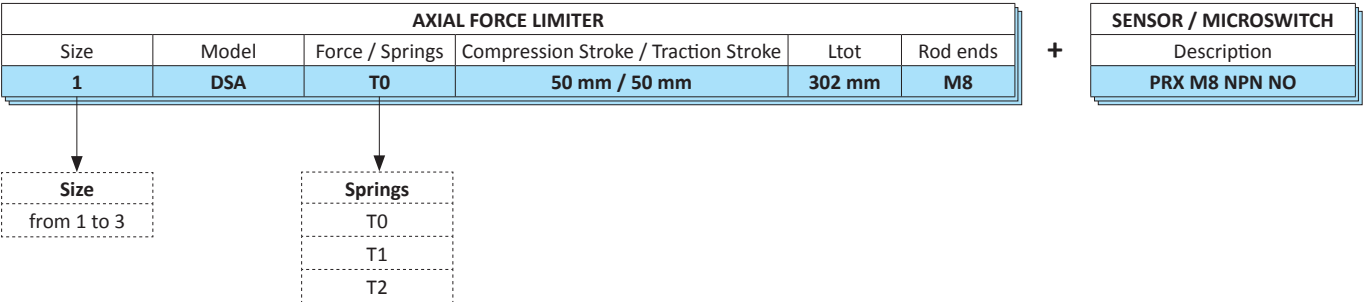 AXIAL FORCE LIMITER
Size Model Force / Springs Compression Stroke / Traction Stroke Ltot Rod ends
1 DSA T0 50 mm / 50 mm 302 mm M8
+
SENSOR / MICROSWITCH
Description
PRX M8 NPN NO
Size
from 1 to 3
Springs
T0
T1
T2